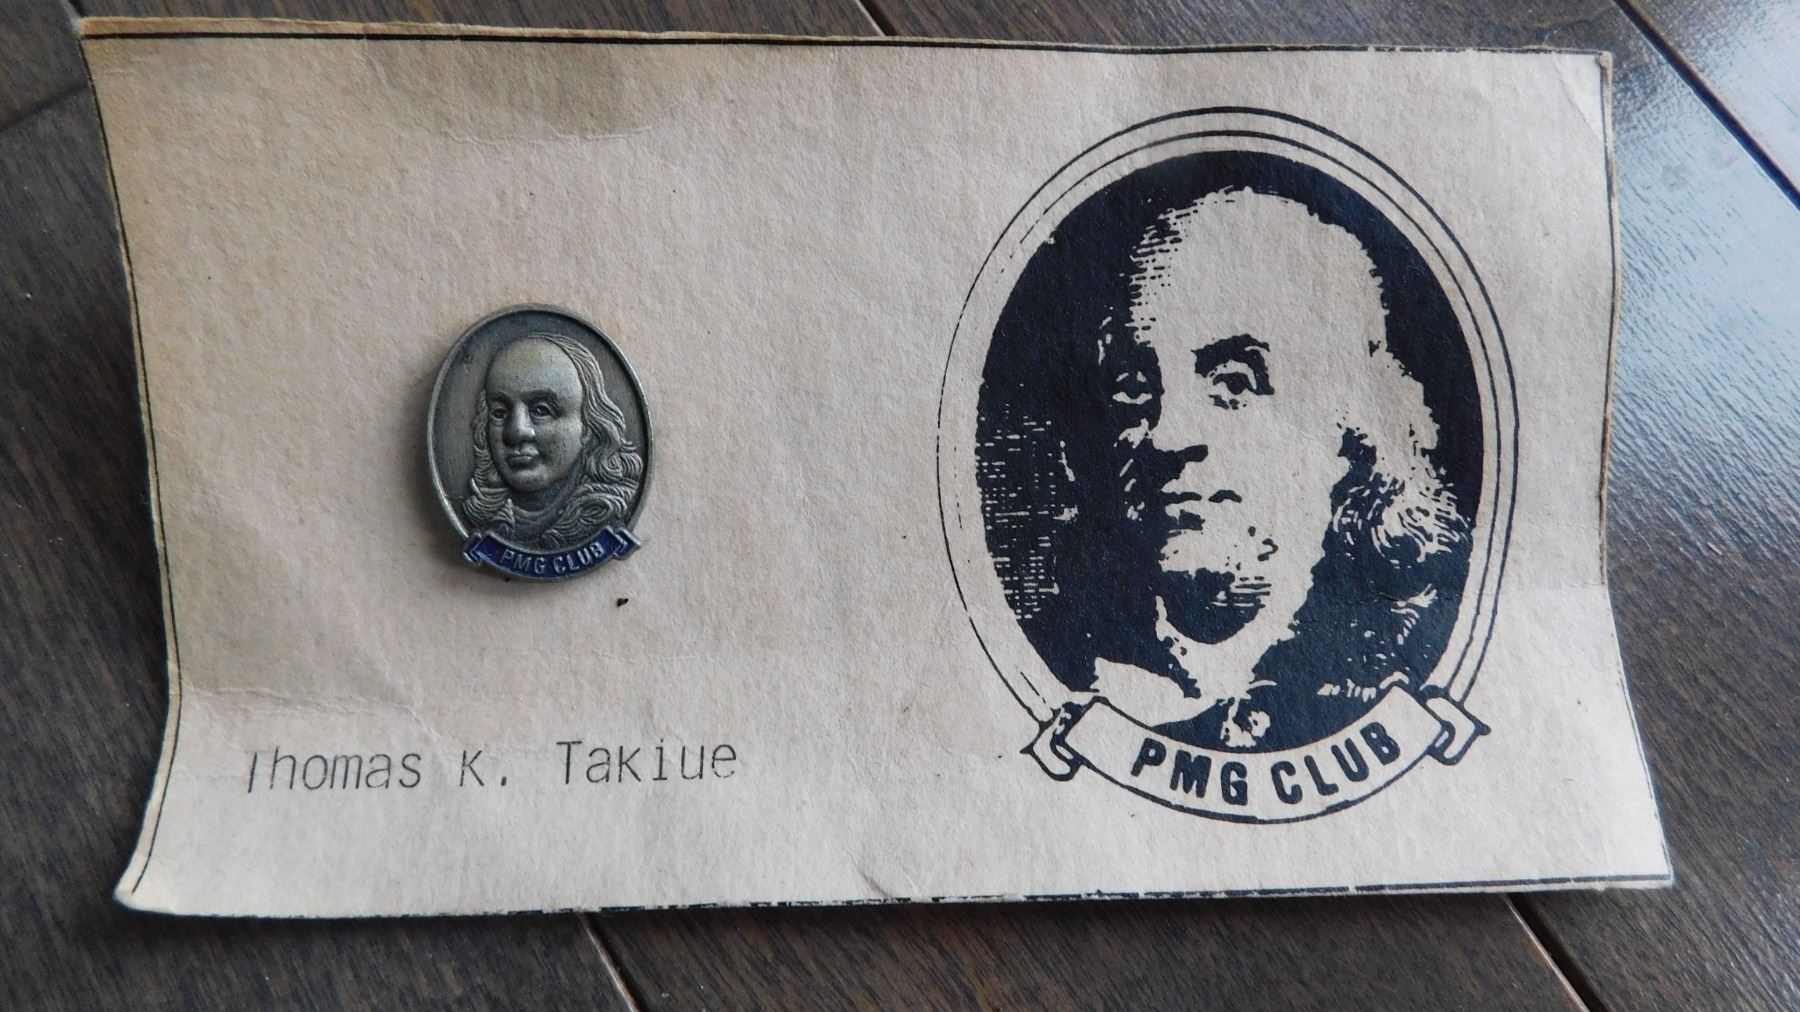 PMG CLUB
Thomas K. Takiue
PMG CLUB